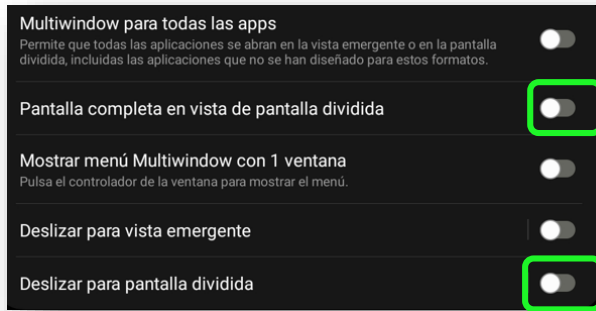 Multiwindow para todas las apps
Permite que todas las aplicaciones se abran en la vista emergente o en la pantalla
dividida, incluidas las aplicaciones que no se han diseñado para estos formatos.
Pantalla completa en vista de pantalla dividida
Mostrar menú Multiwindow con 1 ventana
Pulsa el controlador de la ventana para mostrar el menú.
Deslizar para vista emergente
Deslizar para pantalla dividida